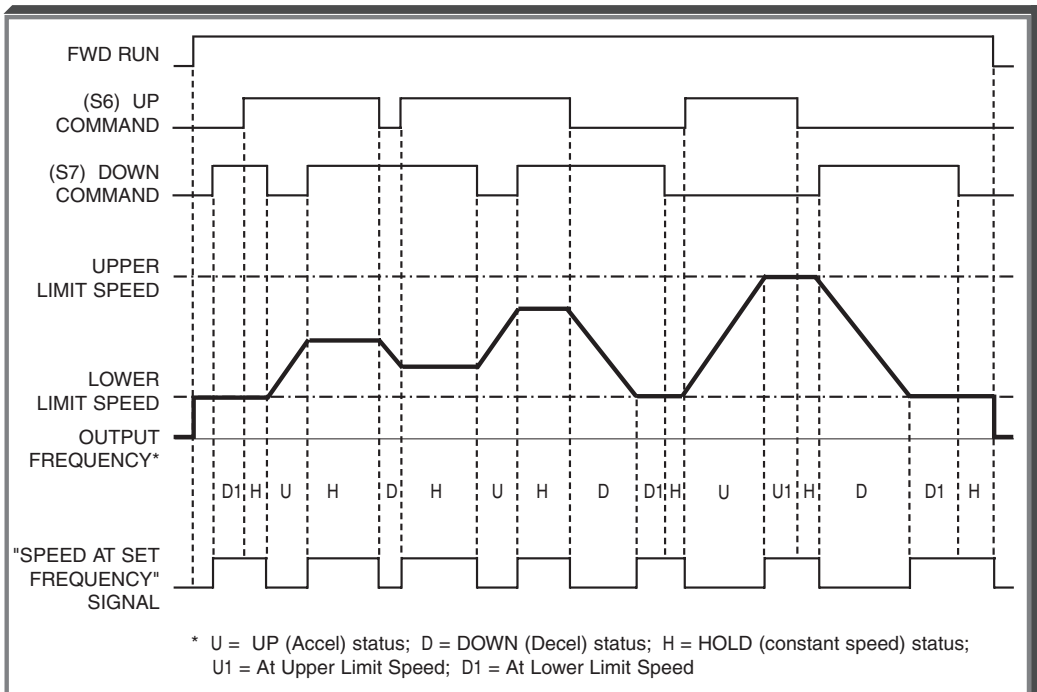 FWD RUN
(S6) UP
COMMAND
(S7) DOWN
COMMAND
UPPER
LIMIT SPEED
LOWER
LIMIT SPEED
OUTPUT
FREQUENCY*
D1 H U H D H U H D D1 H U U1 H D D1 H
"SPEED AT SET
FREQUENCY"
SIGNAL
* U = UP (Accel) status; D = DOWN (Decel) status; H = HOLD (constant speed) status;
U1 = At Upper Limit Speed; D1 = At Lower Limit Speed